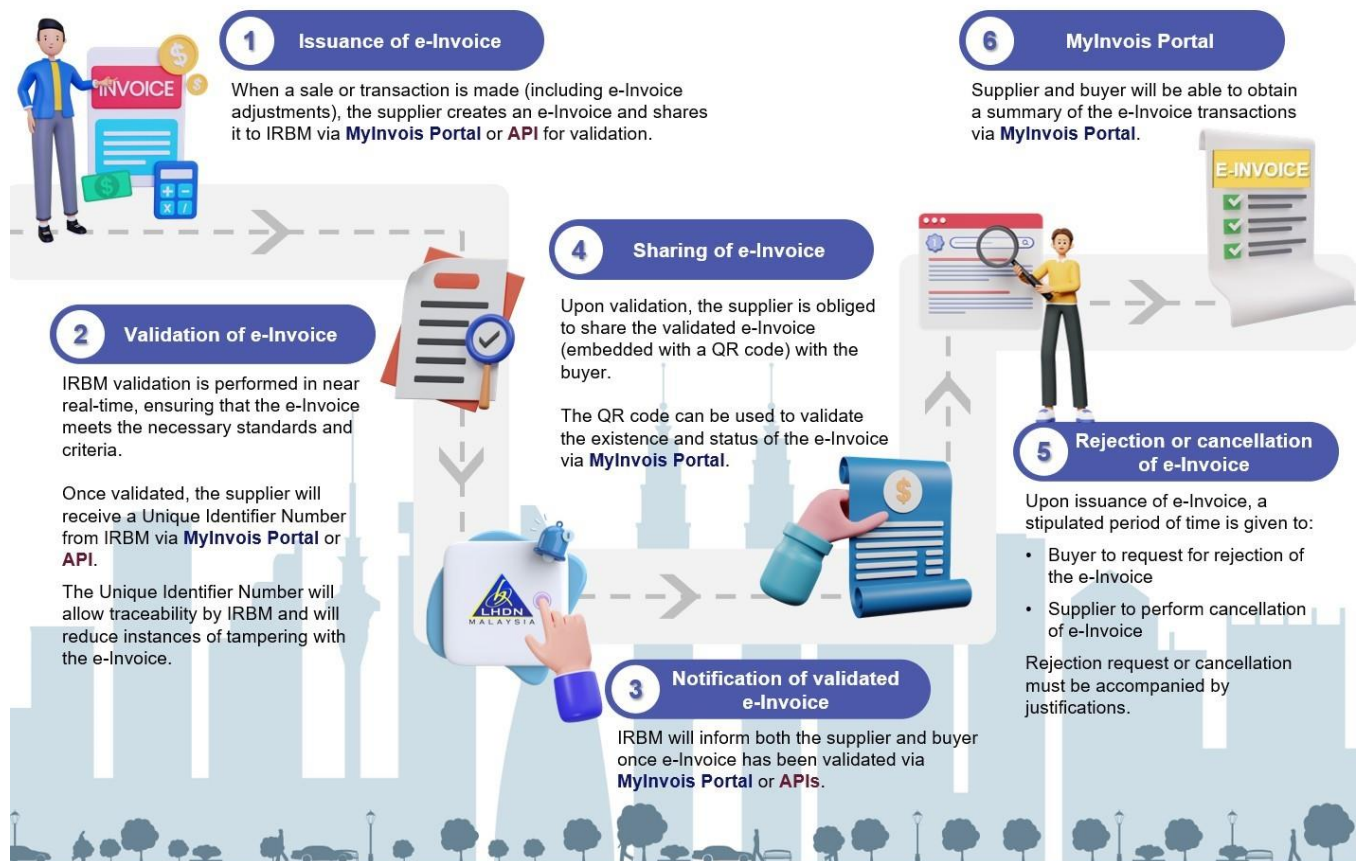 1
Issuance of e-Invoice
When a sale or transaction is made (including e-Invoice
adjustments), the supplier creates an e-Invoice and shares
it to IRBM via MyInvois Portal or API for validation.
INVOICE
2
Validation of e-Invoice
IRBM validation is performed in near
real-time, ensuring that the e-Invoice
meets the necessary standards and
criteria.
Once validated, the supplier will
receive a Unique Identifier Number
from IRBM via MyInvois Portal or
API.
The Unique Identifier Number will
allow traceability by IRBM and will
reduce instances of tampering with
the e-Invoice.
LHDN
MALAYSIA
3
Notification of validated
e-Invoice
IRBM will inform both the supplier and buyer
once e-Invoice has been validated via
MyInvois Portal or APIs.
4
Sharing of e-Invoice
Upon validation, the supplier is obliged
to share the validated e-Invoice
(embedded with a QR code) with the
buyer.
The QR code can be used to validate
the existence and status of the e-Invoice
via MyInvois Portal.
5
Rejection or cancellation
of e-Invoice
Upon issuance of e-Invoice, a
stipulated period of time is given to:
• Buyer to request for rejection of
the e-Invoice
• Supplier to perform cancellation
of e-Invoice
Rejection request or cancellation
must be accompanied by
justifications.
6
MyInvois Portal
Supplier and buyer will be able to obtain
a summary of the e-Invoice transactions
via MyInvois Portal.
E-INVOICE